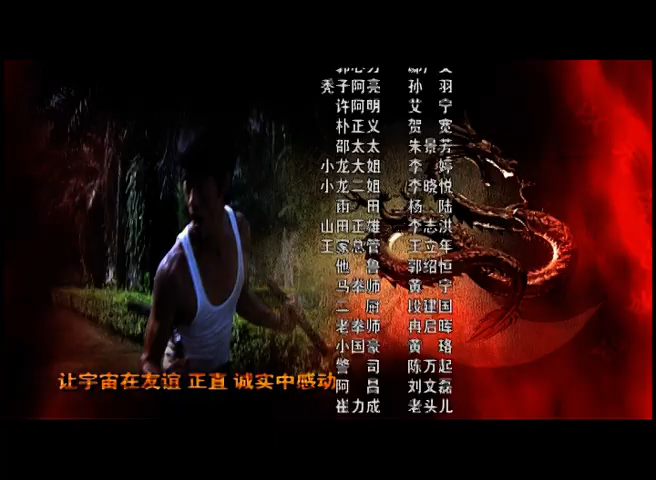 秃子阿亮 孙羽
许阿明 艾宁
朴正义 贺宽
邵太太 朱景芳
小龙大姐 李婷
小龙二姐 李晓悦
雨田 杨陆
山田正雄 李志洪
王家总管 王立年
他鲁 郭绍恒
马拳师 黄宁
二厨 段建国
老拳师 冉启晖
小国豪 黄珞
警司 陈万起
阿昌 刘文磊
崔力成 老头儿
让宇宙在友谊 正直 诚实中感动